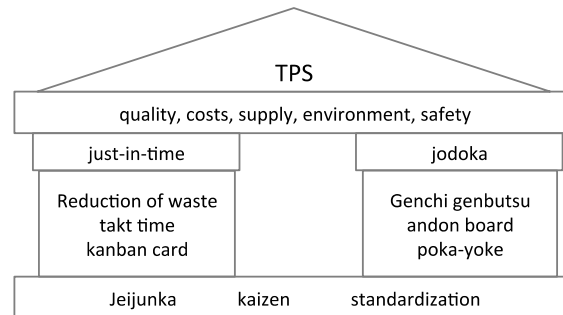 TPS
quality, costs, supply, environment, safety
just-in-time
jodoka
Reduction of waste
takt time
kanban card
Genchi genbutsu
andon board
poka-yoke
Jeijunka kaizen standardization